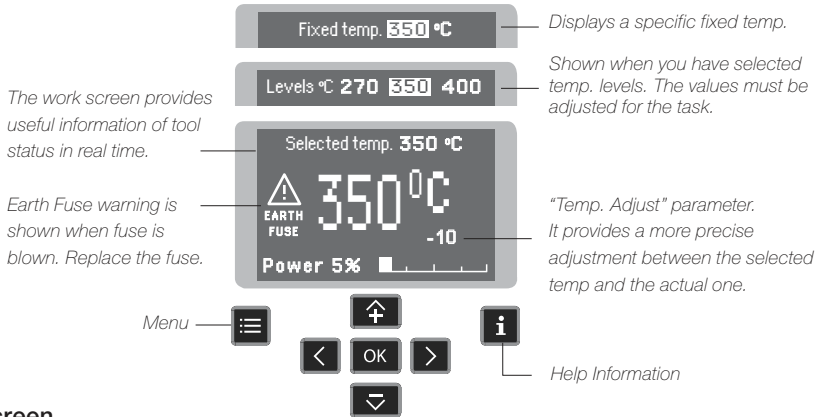 Fixed temp. 350 ºC
Displays a specific fixed temp.
Levels ºC 270 350 400
Shown when you have selected
temp. levels. The values must be
adjusted for the task.
The work screen provides
useful information of tool
status in real time.
Selected temp. 350 ºC
Earth Fuse warning is
shown when fuse is
blown. Replace the fuse.
EARTH
FUSE
350ºC
-10
Power 5%
“Temp. Adjust” parameter.
It provides a more precise
adjustment between the selected
temp and the actual one.
Menu
OK
i
Help Information